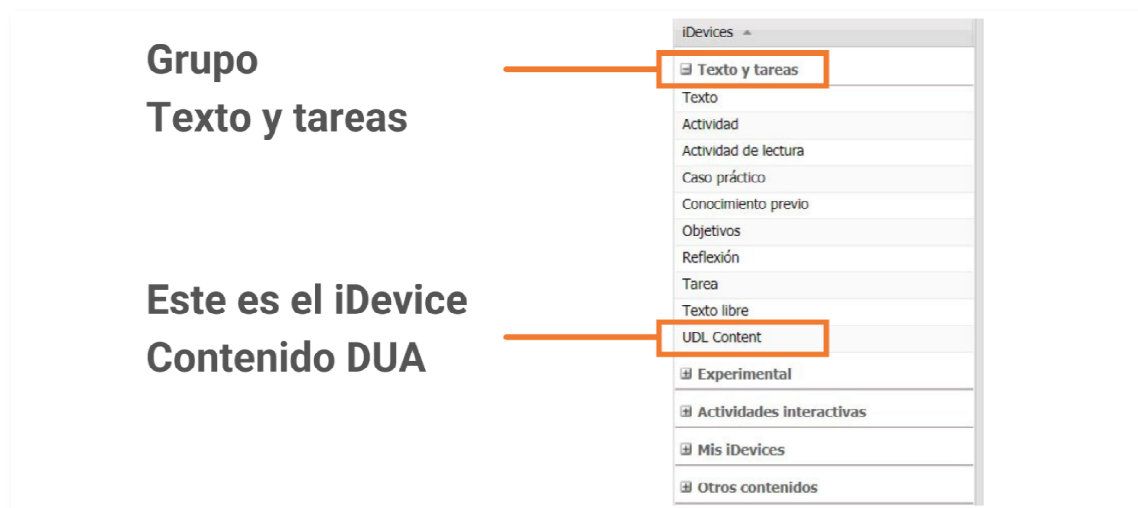 Grupo
Texto y tareas
Este es el iDevice
Contenido DUA
iDevices
Texto y tareas
Texto
Actividad
Actividad de lectura
Caso práctico
Conocimiento previo
Objetivos
Reflexión
Tarea
Texto libre
UDL Content
Experimental
Actividades interactivas
Mis iDevices
Otros contenidos